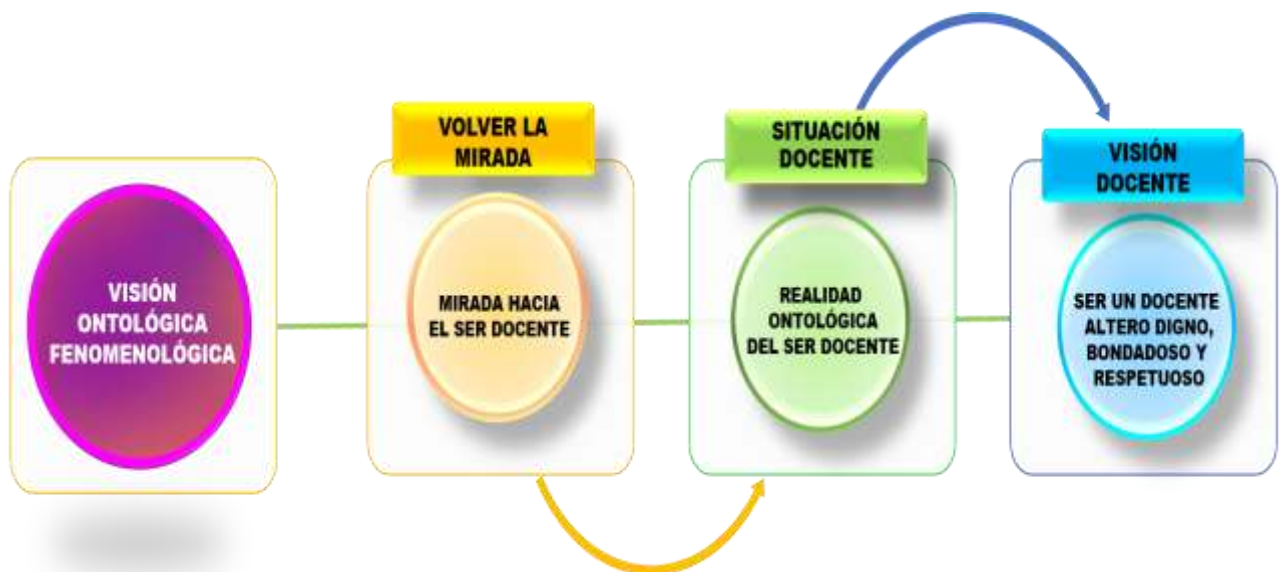 VISIÓN
ONTOLÓGICA
FENOMENOLÓGICA
VOLVER LA
MIRADA
MIRADA HACIA
EL SER DOCENTE
SITUACIÓN
DOCENTE
REALIDAD
ONTOLÓGICA
DEL SER DOCENTE
VISIÓN
DOCENTE
SER UN DOCENTE
ALTERO DIGNO,
BONDADOSO Y
RESPETUOSO